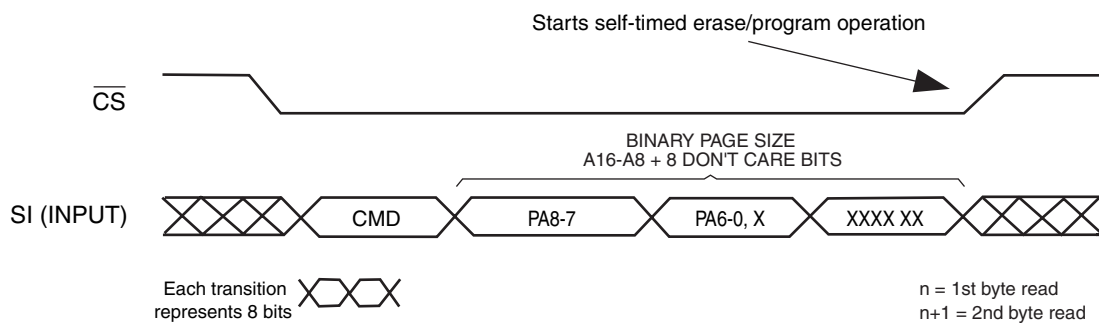 Starts self-timed erase/program operation
CS
BINARY PAGE SIZE
A16-A8 + 8 DON'T CARE BITS
SI (INPUT)
CMD
PA8-7
PA6-0, X
XXXX XX
Each transition
represents 8 bits
n = 1st byte read
n+1 = 2nd byte read